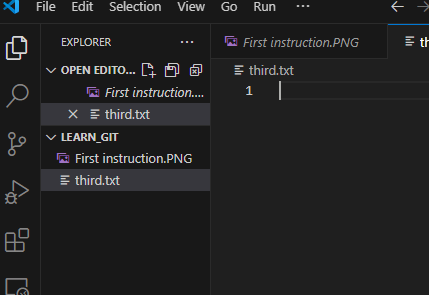 File Edit Selection View Go Run ...
EXPLORER ...
First instruction.PNG
OPEN EDITO...
First instruction....
third.txt
LEARN_GIT
First instruction.PNG
third.txt
third.txt
1